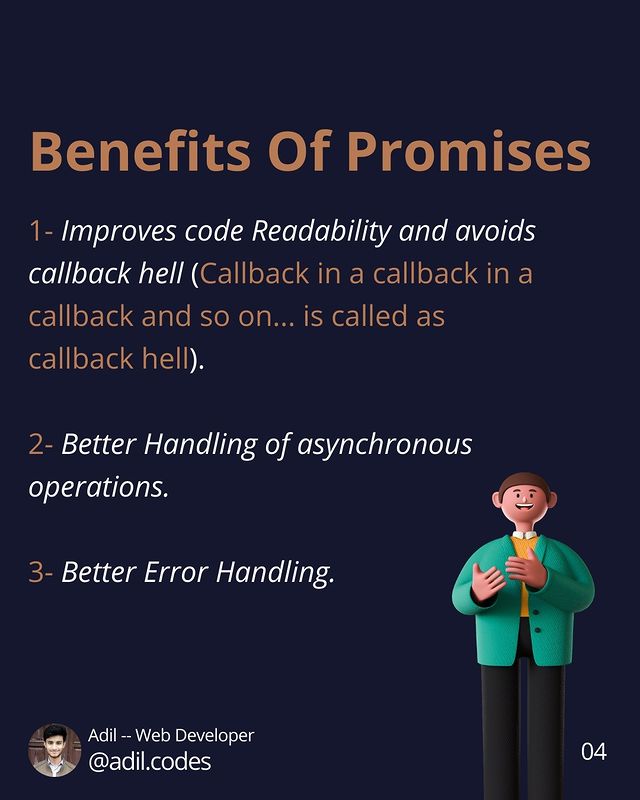 Benefits Of Promises
1- Improves code Readability and avoids
callback hell (Callback in a callback in a
callback and so on... is called as
callback hell).
2- Better Handling of asynchronous
operations.
3- Better Error Handling.
Adil -- Web Developer
@adil.codes
04